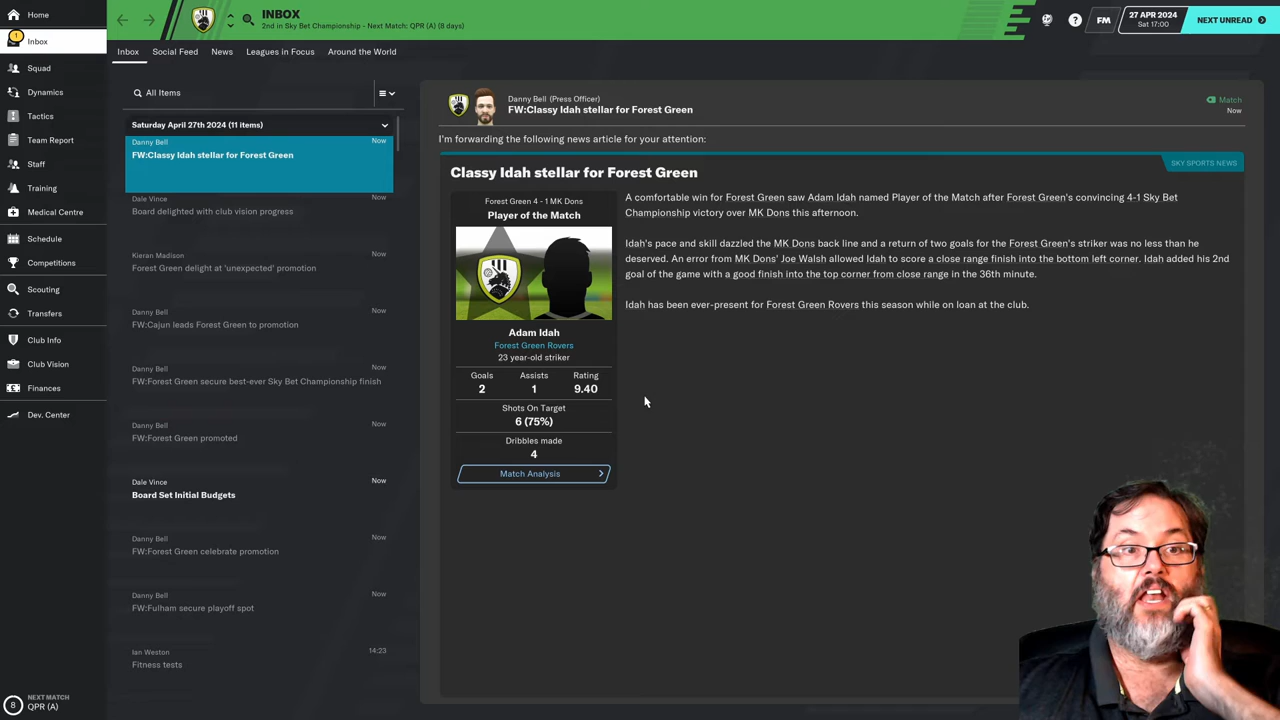 Home
Inbox
1
Squad
Dynamics
Tactics
Team Report
Staff
Training
Medical Centre
Schedule
Competitions
Scouting
Transfers
Club Info
Club Vision
Finances
Dev. Center
8
NEXT MATCH
QPR (A)
INBOX
2nd in Sky Bet Championship - Next Match: QPR (A) (8 days)
?
FM
27 APR 2024
Sat 17:00
NEXT UNREAD
Inbox
Social Feed
News
Leagues in Focus
Around the World
All Items
Saturday April 27th 2024 (11 items)
Danny Bell
Now
FW:Classy Idah stellar for Forest Green
Dale Vince
Now
Board delighted with club vision progress
Kieran Madison
Now
Forest Green delight at 'unexpected' promotion
Danny Bell
Now
FW:Cajun leads Forest Green to promotion
Danny Bell
Now
FW:Forest Green secure best-ever Sky Bet Championship finish
Danny Bell
Now
FW:Forest Green promoted
Dale Vince
Now
Board Set Initial Budgets
Danny Bell
Now
FW:Forest Green celebrate promotion
Danny Bell
Now
FW:Fulham secure playoff spot
Ian Weston
14:23
Fitness tests
Danny Bell (Press Officer)
FW:Classy Idah stellar for Forest Green
Match
Now
I'm forwarding the following news article for your attention:
SKY SPORTS NEWS
Classy Idah stellar for Forest Green
Forest Green 4 - 1 MK Dons
Player of the Match
Adam Idah
Forest Green Rovers
23 year-old striker
Goals Assists Rating
2 1 9.40
Shots On Target
6 (75%)
Dribbles made
4
Match Analysis
A comfortable win for Forest Green saw Adam Idah named Player of the Match after Forest Green's convincing 4-1 Sky Bet
Championship victory over MK Dons this afternoon.
Idah's pace and skill dazzled the MK Dons back line and a return of two goals for the Forest Green's striker was no less than he
deserved. An error from MK Dons' Joe Walsh allowed Idah to score a close range finish into the bottom left corner. Idah added his 2nd
goal of the game with a good finish into the top corner from close range in the 36th minute.
Idah has been ever-present for Forest Green Rovers this season while on loan at the club.